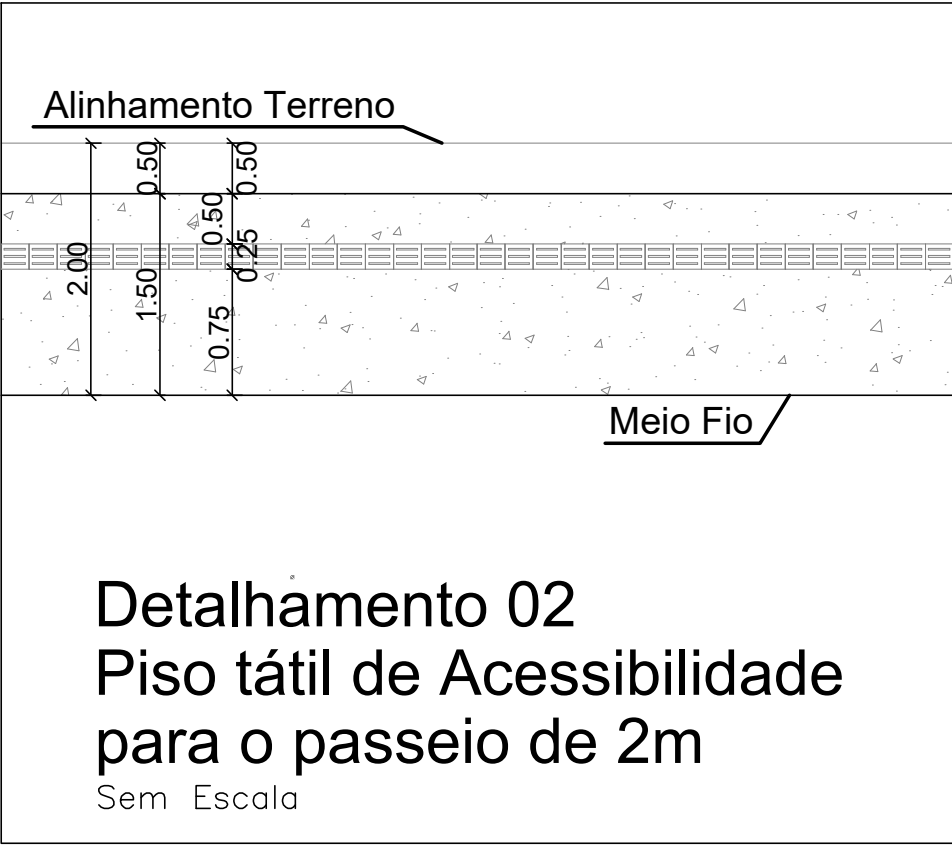 Alinhamento Terreno
0.50
0.50
0.50
0.25
2.00
1.50
0.75
Meio Fio
Detalhamento 02
Piso tátil de Acessibilidade
para o passeio de 2m
Sem Escala